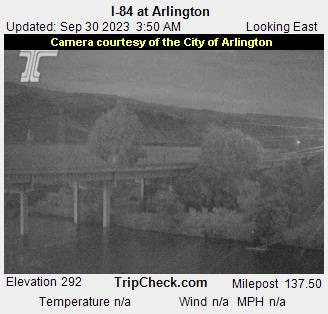 I-84 at Arlington
Updated: Sep 30 2023 3:50 AM Looking East
Camera courtesy of the City of Arlington
Elevation 292 TripCheck.com Milepost 137.50
Temperature n/a Wind n/a MPH n/a